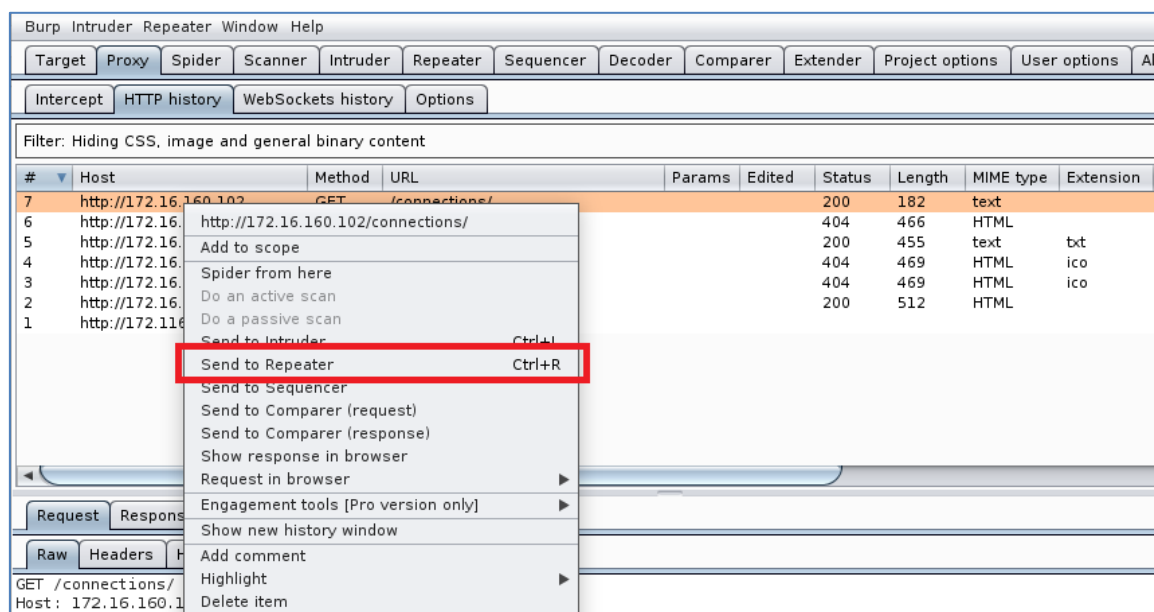 Burp Intruder Repeater Window Help
Target Proxy Spider Scanner Intruder Repeater Sequencer Decoder Comparer Extender Project options User options
Intercept HTTP history WebSockets history Options
Filter: Hiding CSS, image and general binary content
# Host Method URL Params Edited Status Length MIME type Extension
7 http://172.16.160.102 GET /connections/ 200 182 text
6 http://172.16. 404 466 HTML
5 http://172.16. 200 455 text txt
4 http://172.16. 404 469 HTML ico
3 http://172.16. 404 469 HTML ico
2 http://172.16. 200 512 HTML
1 http://172.116
http://172.16.160.102/connections/
Add to scope
Spider from here
Do an active scan
Do a passive scan
Send to Intruder Ctrl+I
Send to Repeater Ctrl+R
Send to Sequencer
Send to Comparer (request)
Send to Comparer (response)
Show response in browser
Request in browser
Engagement tools [Pro version only]
Show new history window
Add comment
Highlight
Delete item
Request Respons
Raw Headers H
GET /connections/
Host: 172.16.160.1